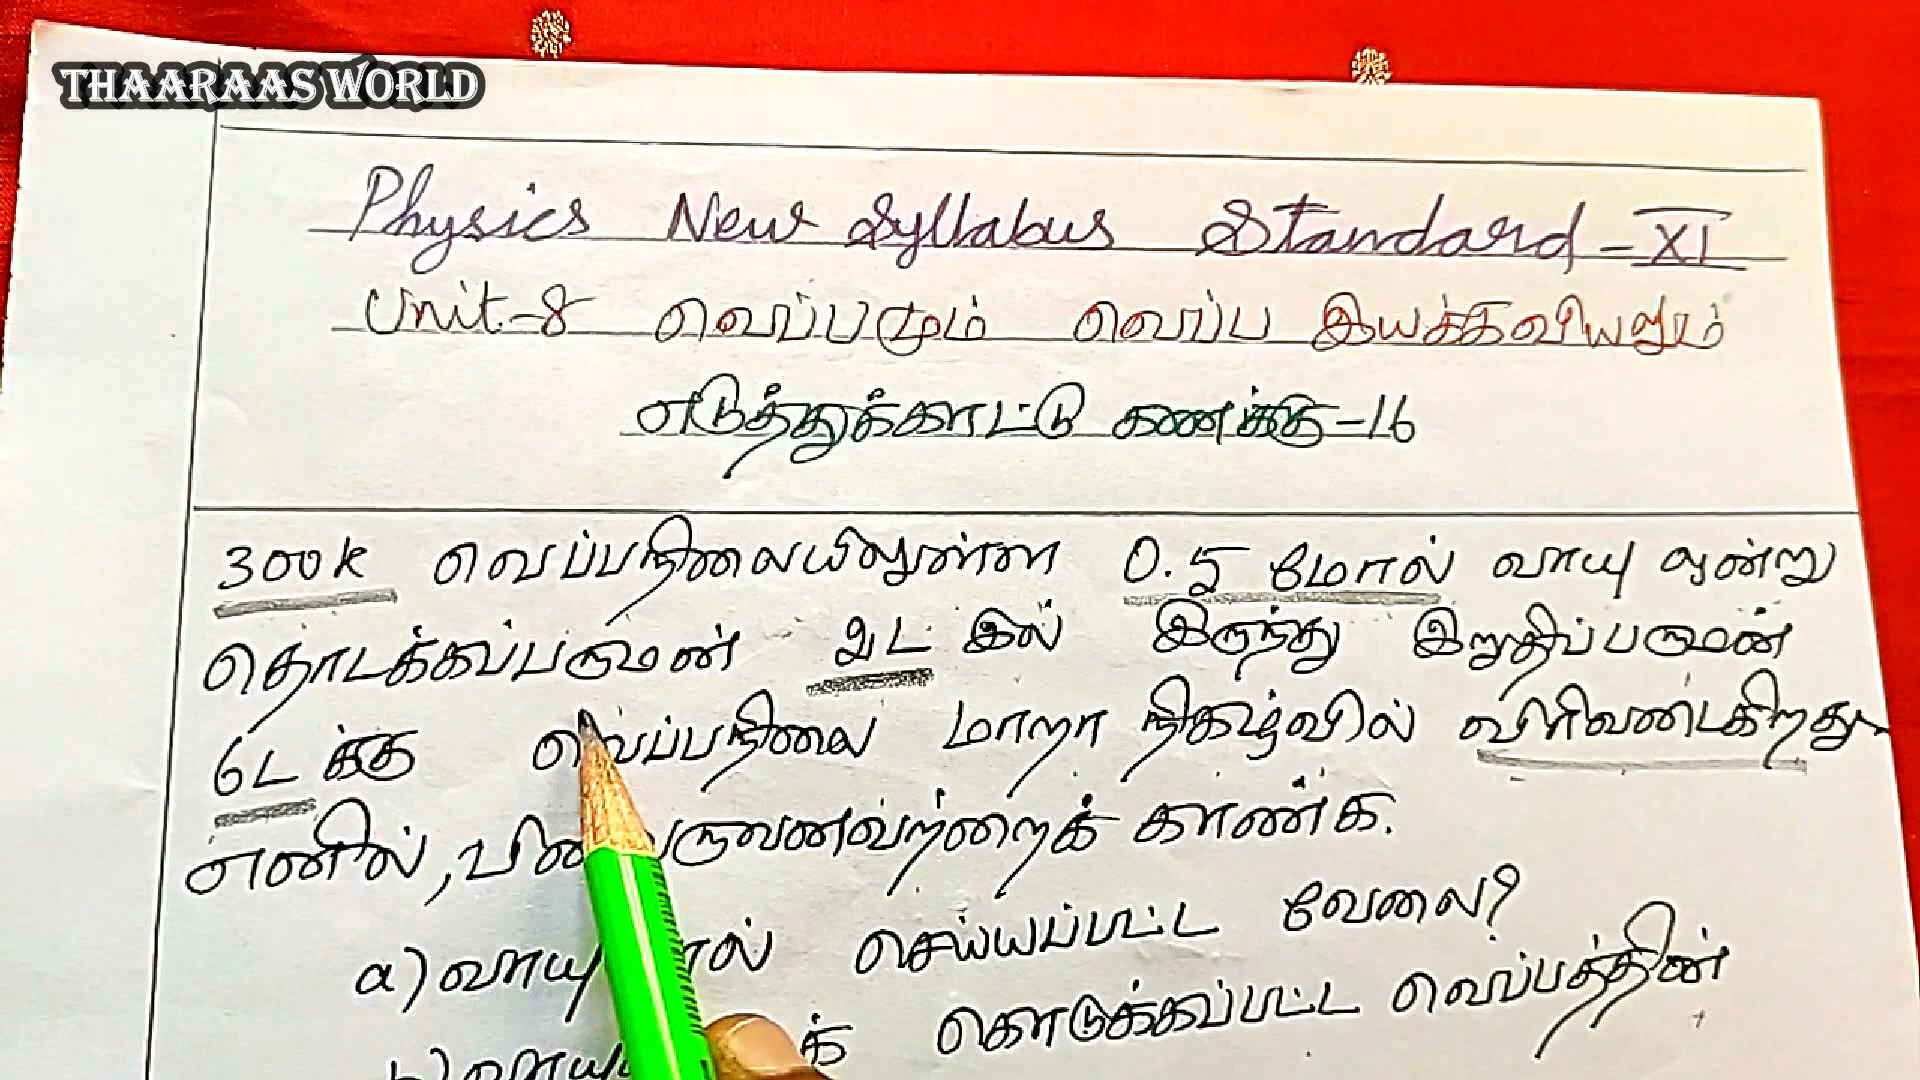 THAARAAS WORLD
Physics New Syllabus Standard - XI
Unit-8 வெப்பமும் வெப்ப இயக்கவியலும்
எடுத்துக்காட்டு கணக்கு-16
300k வெப்பநிலையிலுள்ள 0.5 மோல் வாயு ஒன்று
தொடக்கப்பருமன் 2L இல் இருந்து இறுதிப்பருமன்
6L க்கு வெப்பநிலை மாறா நிகழ்வில் விரிவடைகிறது
எனில், பின்வருவனவற்றைக் காண்க.
a) செய்யப்பட்ட வேலை?
கொடுக்கப்பட்ட வெப்பத்தின்